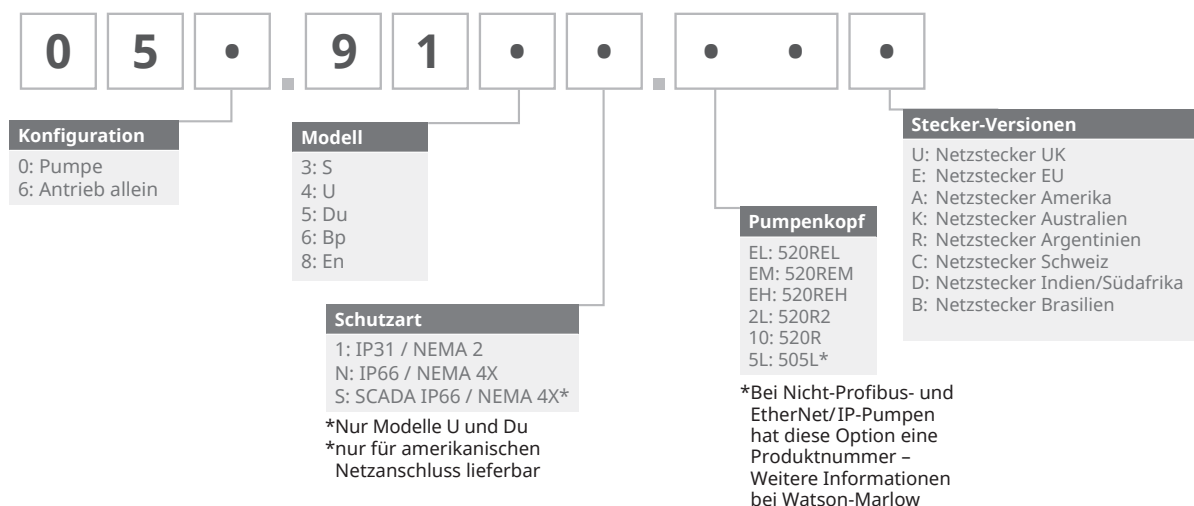 0 5 • . 9 1 • • . • • •
Konfiguration
0: Pumpe
6: Antrieb allein
Modell
3: S
4: U
5: Du
6: Bp
8: En
Schutzart
1: IP31 / NEMA 2
N: IP66 / NEMA 4X
S: SCADA IP66 / NEMA 4X*
*Nur Modelle U und Du
*nur für amerikanischen
Netzanschluss lieferbar
Pumpenkopf
EL: 520REL
EM: 520REM
EH: 520REH
2L: 520R2
10: 520R
5L: 505L*
*Bei Nicht-Profibus- und
EtherNet/IP-Pumpen
hat diese Option eine
Produktnummer –
Weitere Informationen
bei Watson-Marlow
Stecker-Versionen
U: Netzstecker UK
E: Netzstecker EU
A: Netzstecker Amerika
K: Netzstecker Australien
R: Netzstecker Argentinien
C: Netzstecker Schweiz
D: Netzstecker Indien/Südafrika
B: Netzstecker Brasilien